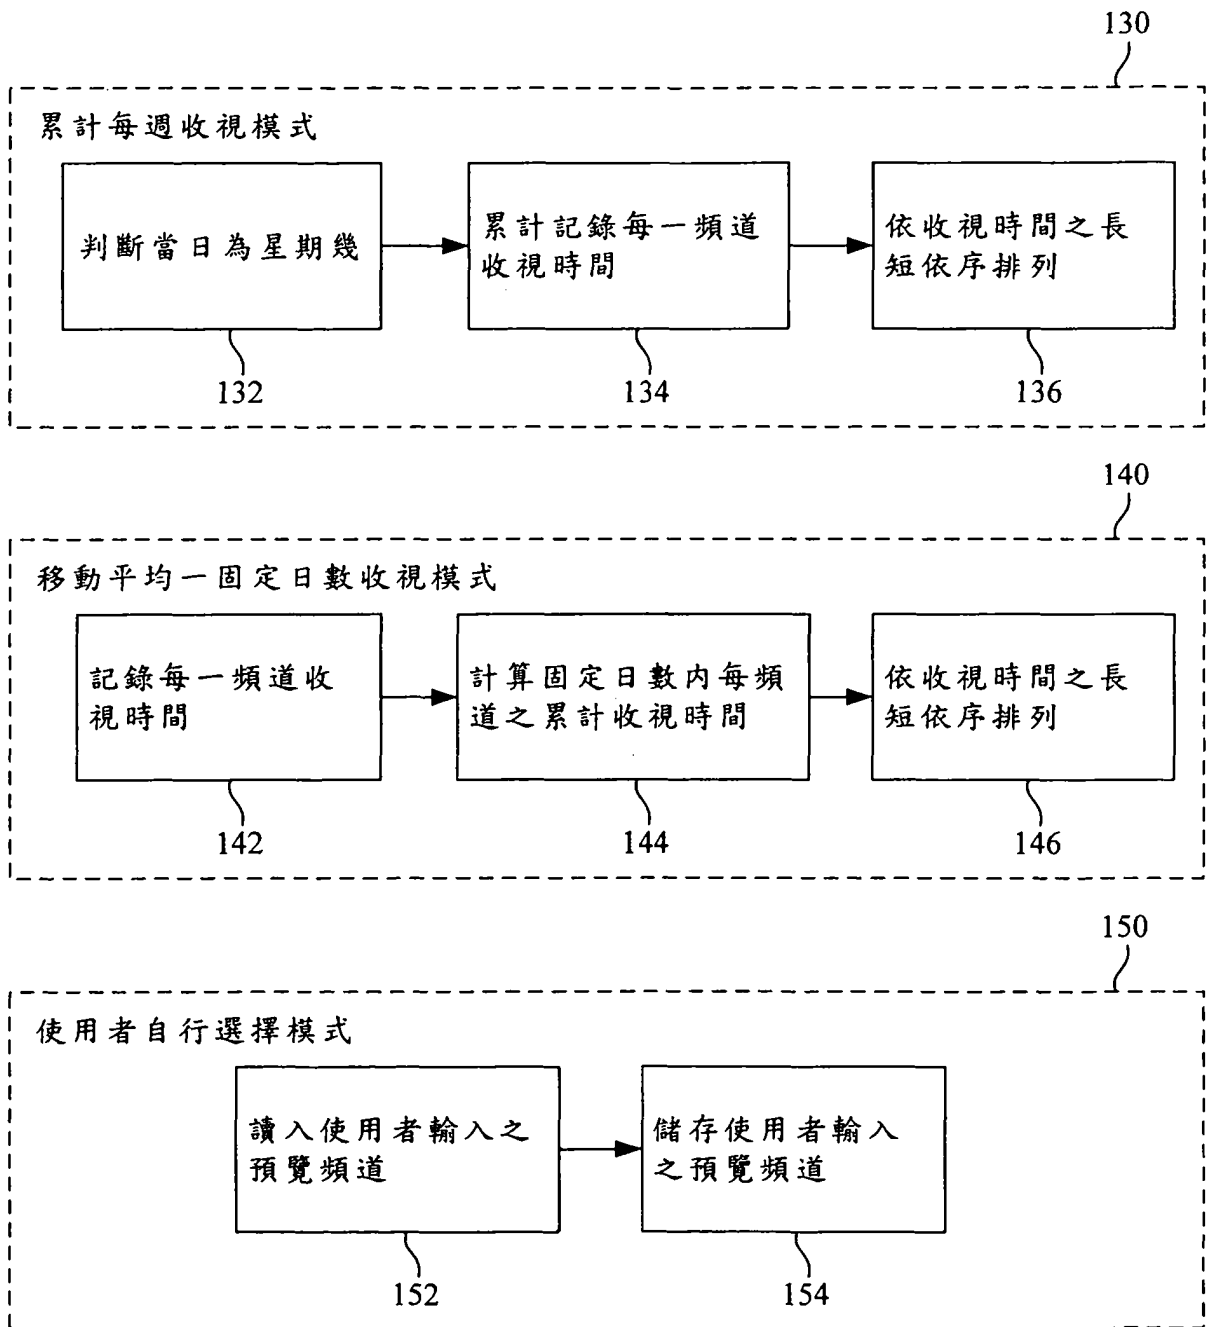 130
累計每週收視模式
判斷當日為星期幾
累計記錄每一頻道
收視時間
依收視時間之長
短依序排列
132
134
136
140
移動平均一固定日數收視模式
記錄每一頻道收
視時間
計算固定日數內每頻
道之累計收視時間
依收視時間之長
短依序排列
142
144
146
150
使用者自行選擇模式
讀入使用者輸入之
預覽頻道
儲存使用者輸入
之預覽頻道
152
154